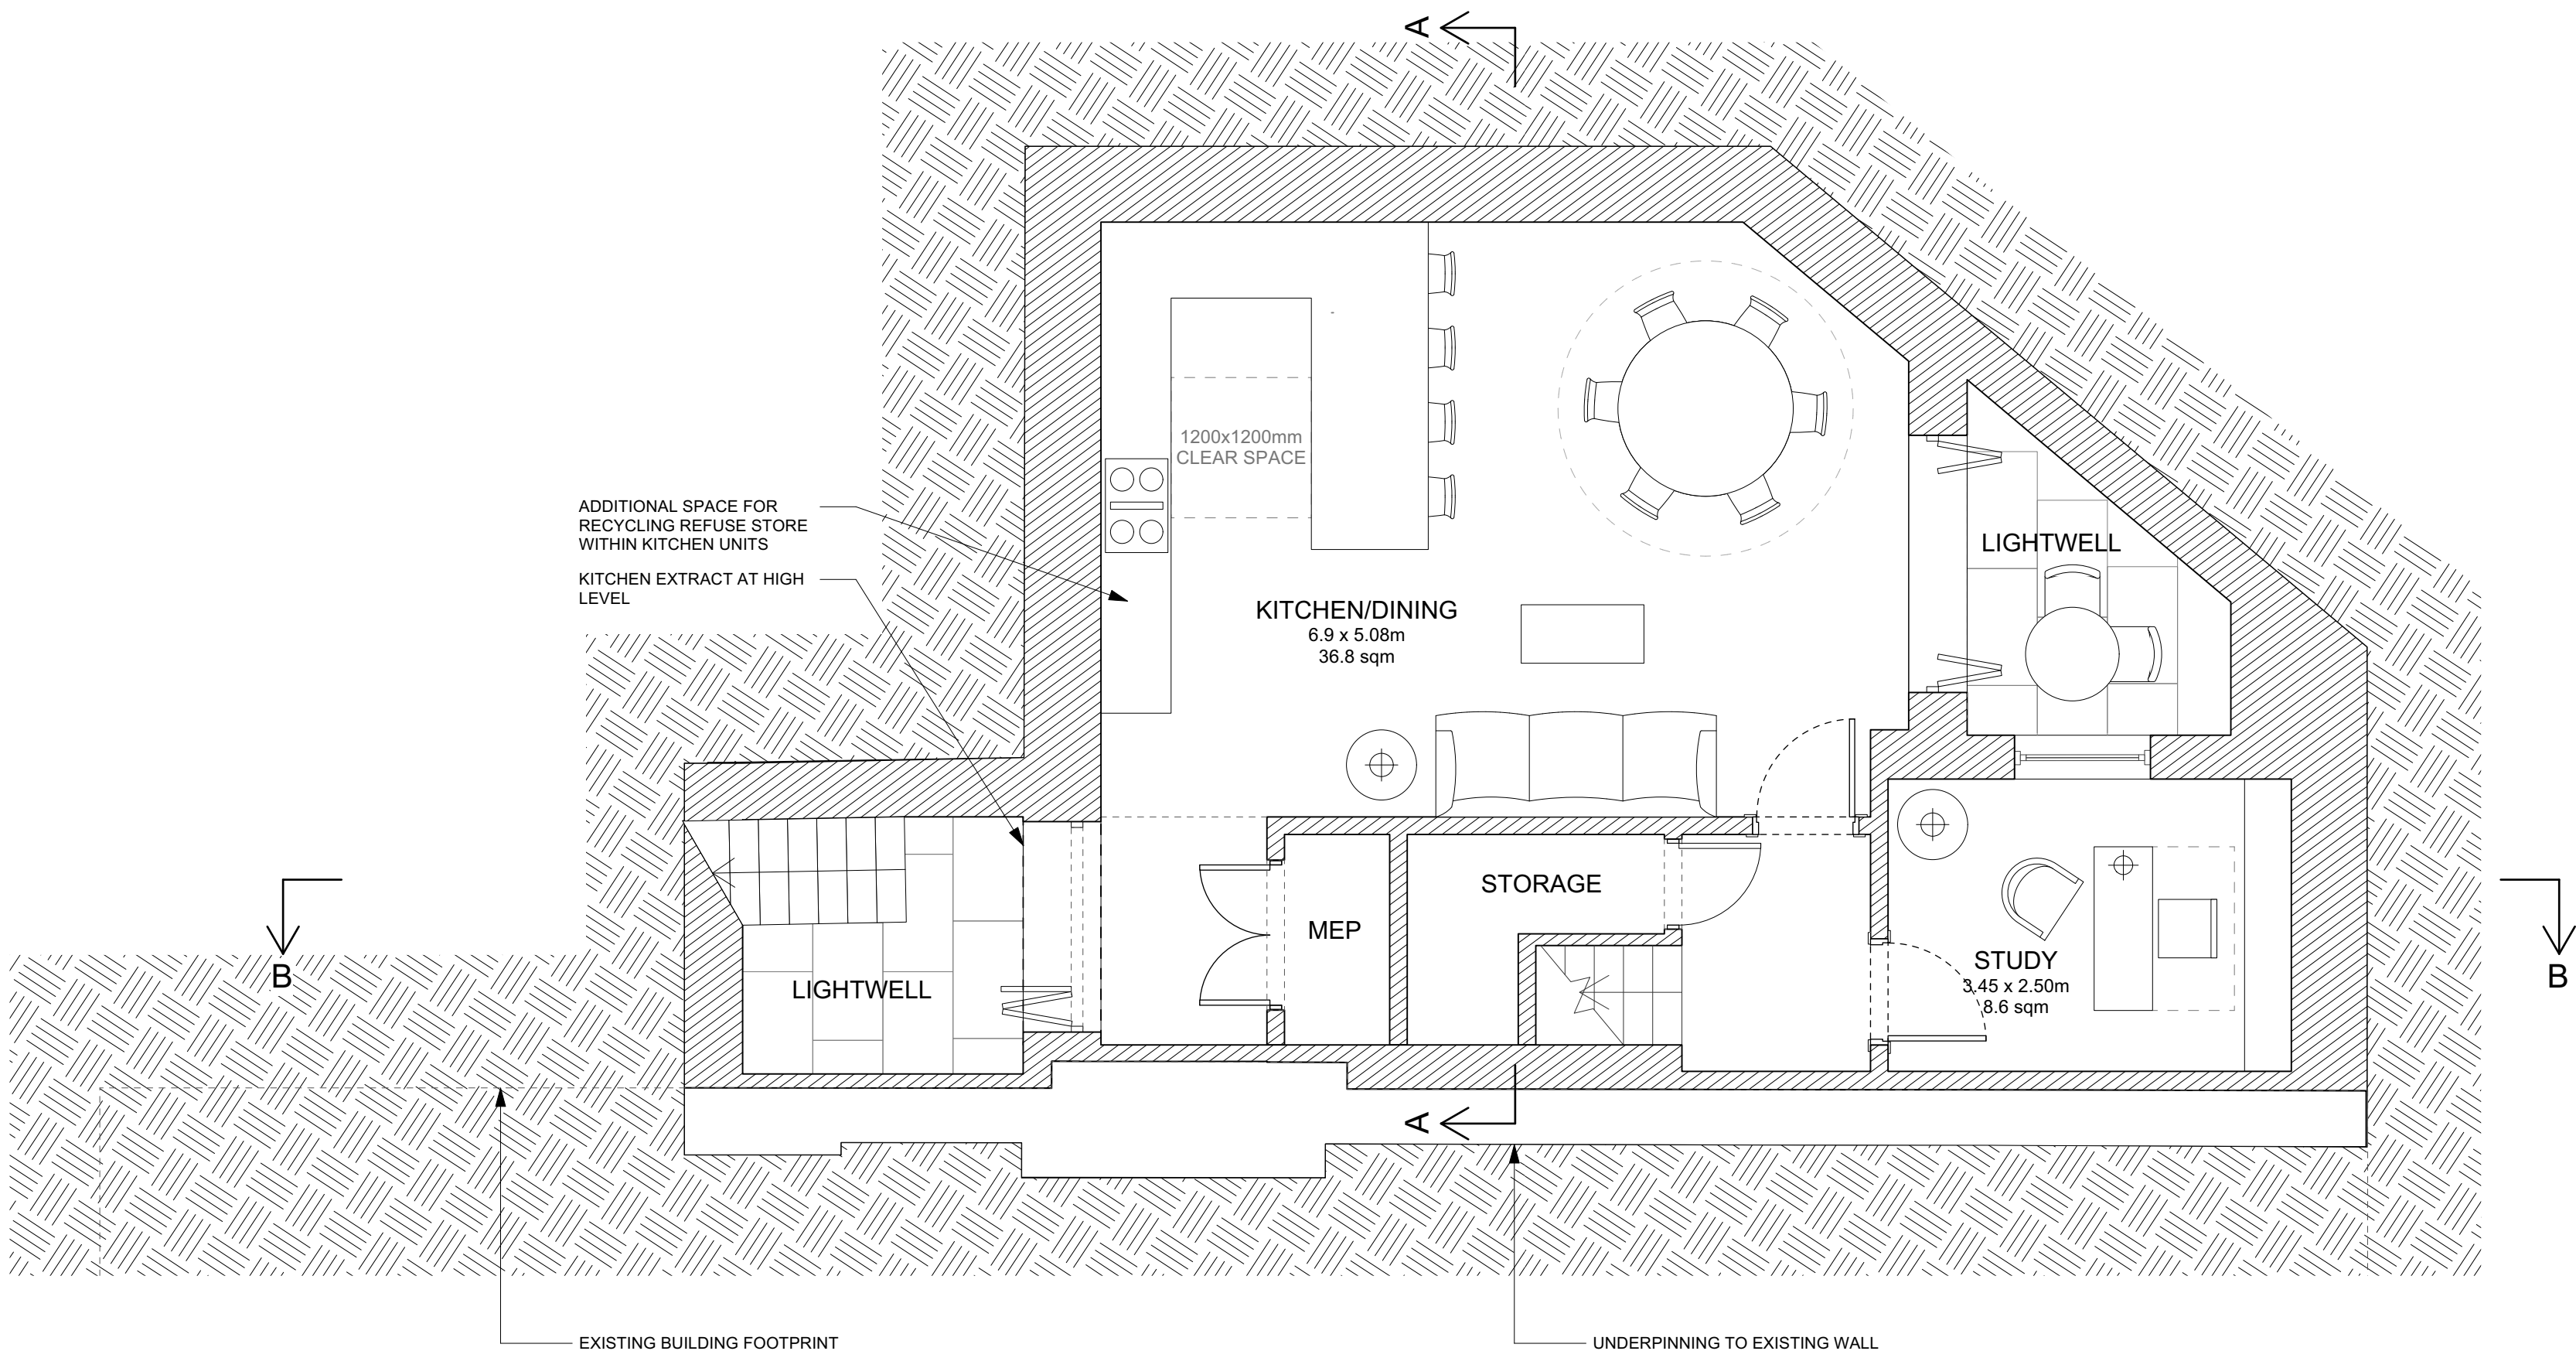 A
1200x1200mm
CLEAR SPACE
ADDITIONAL SPACE FOR
RECYCLING REFUSE STORE
WITHIN KITCHEN UNITS
KITCHEN EXTRACT AT HIGH
LEVEL
LIGHTWELL
KITCHEN/DINING
6.9 x 5.08m
36.8 sqm
STORAGE
MEP
LIGHTWELL
STUDY
3.45 x 2.50m
8.6 sqm
B
B
A
EXISTING BUILDING FOOTPRINT
UNDERPINNING TO EXISTING WALL